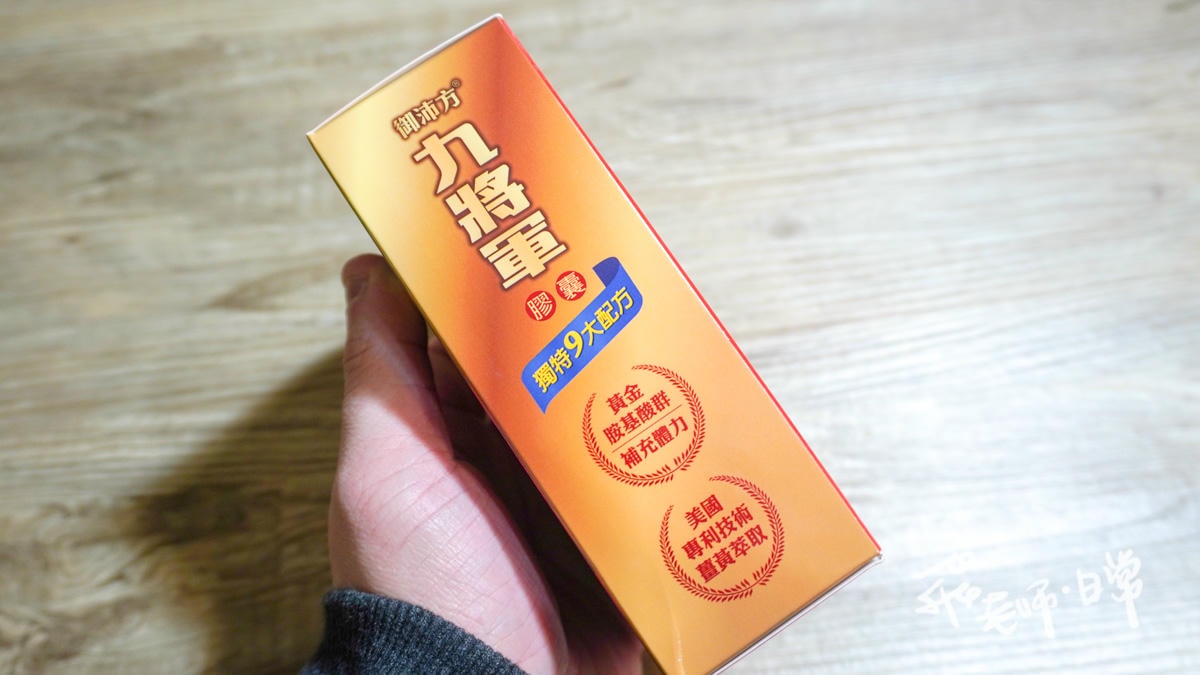 御沛方®
九將軍
膠囊
獨特9大配方
黃金
胺基酸群
補充體力
美國
專利技術
薑黃萃取
老師·日常